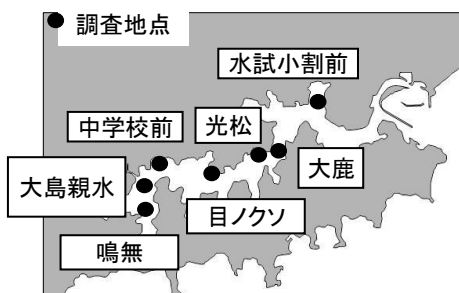 調査地点
水試小割前
中学校前
光松
大島親水
大鹿
目ノクソ
鳴無